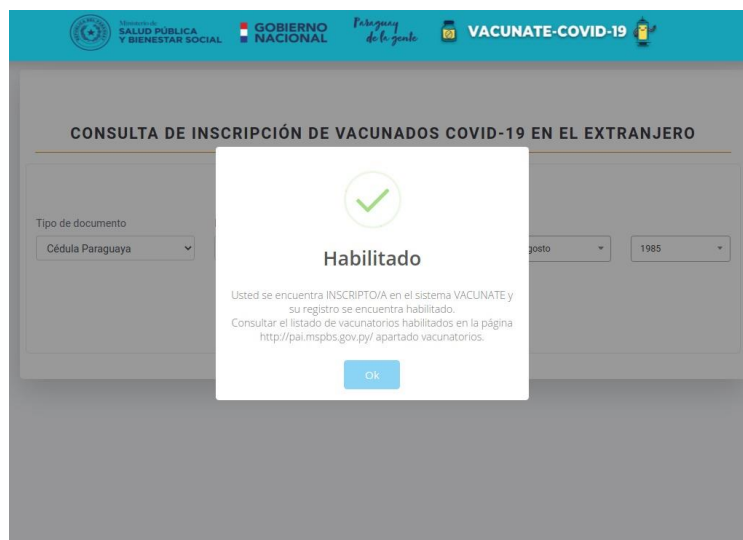 Ministerio de
SALUD PÚBLICA
Y BIENESTAR SOCIAL
GOBIERNO
NACIONAL
Paraguay
de la gente
VACUNATE-COVID-19
CONSULTA DE INSCRIPCIÓN DE VACUNADOS COVID-19 EN EL EXTRANJERO
Tipo de documento
Cédula Paraguaya
gosto
1985
Habilitado
Usted se encuentra INSCRIPTO/A en el sistema VACUNATE y
su registro se encuentra habilitado.
Consultar el listado de vacunatorios habilitados en la página
http://pai.mspbs.gov.py/ apartado vacunatorios.
Ok